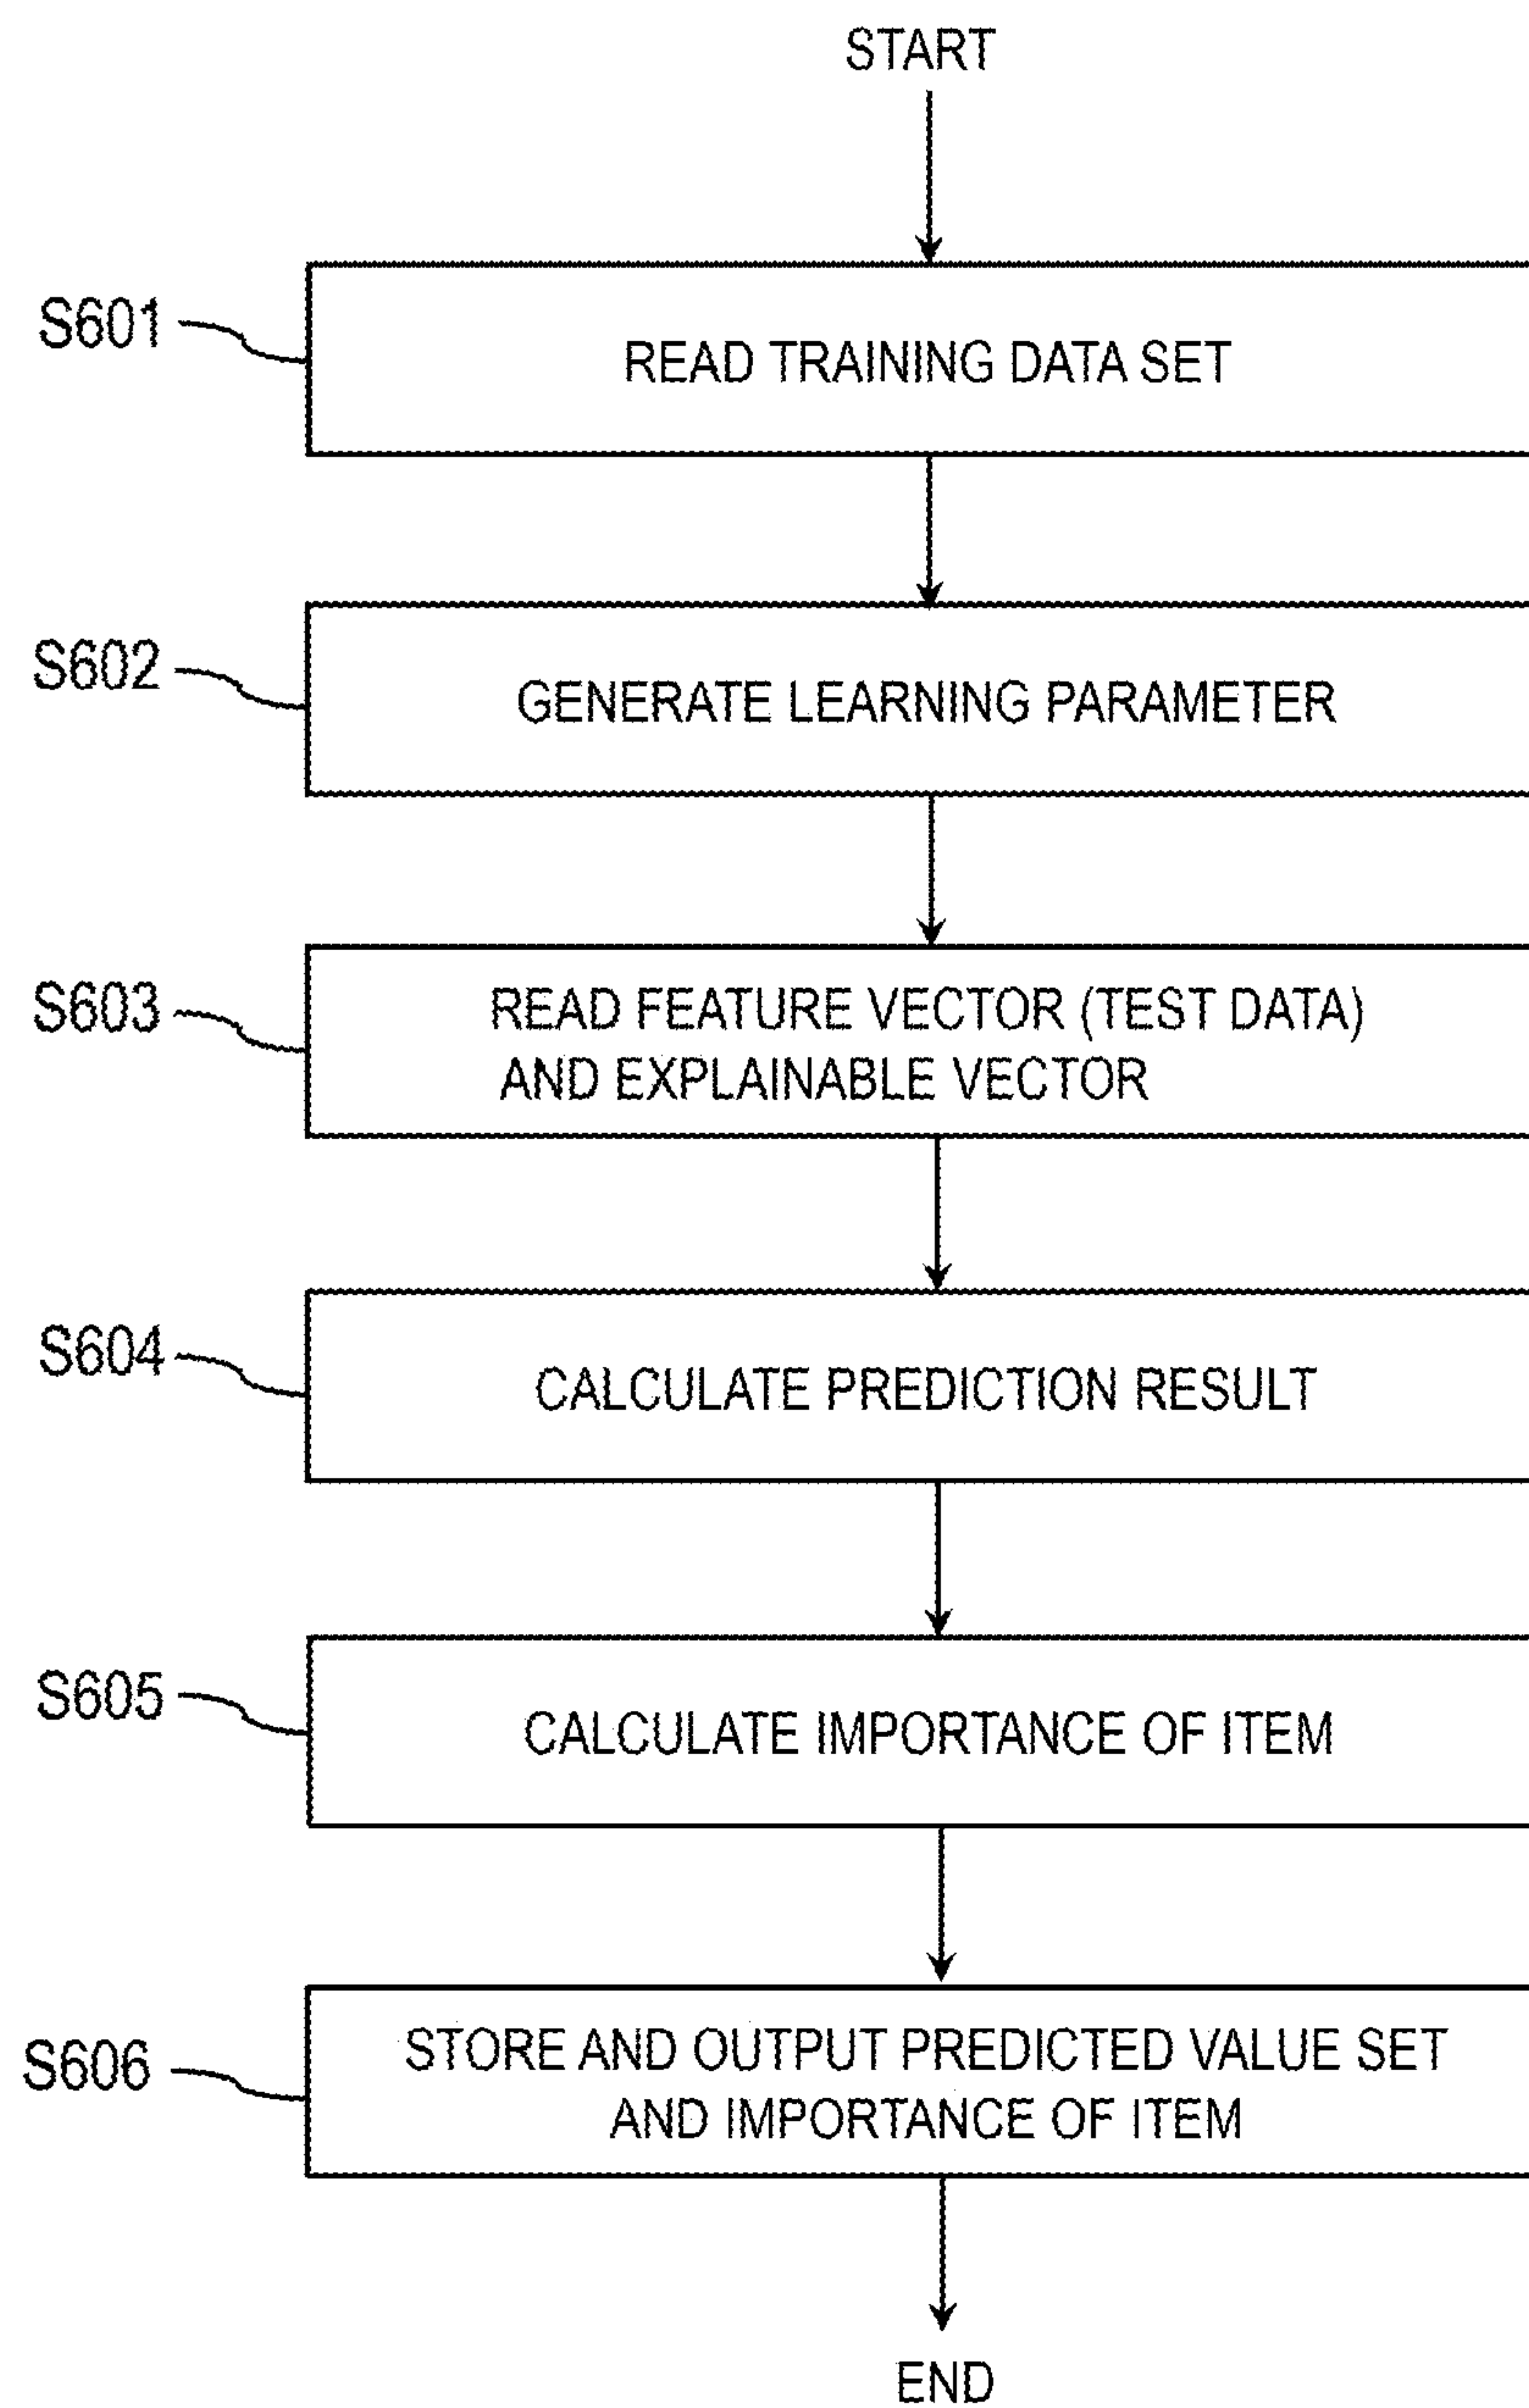 START
S601
READ TRAINING DATA SET
S602
GENERATE LEARNING PARAMETER
S603
READ FEATURE VECTOR (TEST DATA)
AND EXPLAINABLE VECTOR
S604
CALCULATE PREDICTION RESULT
S605
CALCULATE IMPORTANCE OF ITEM
S606
STORE AND OUTPUT PREDICTED VALUE SET
AND IMPORTANCE OF ITEM
END